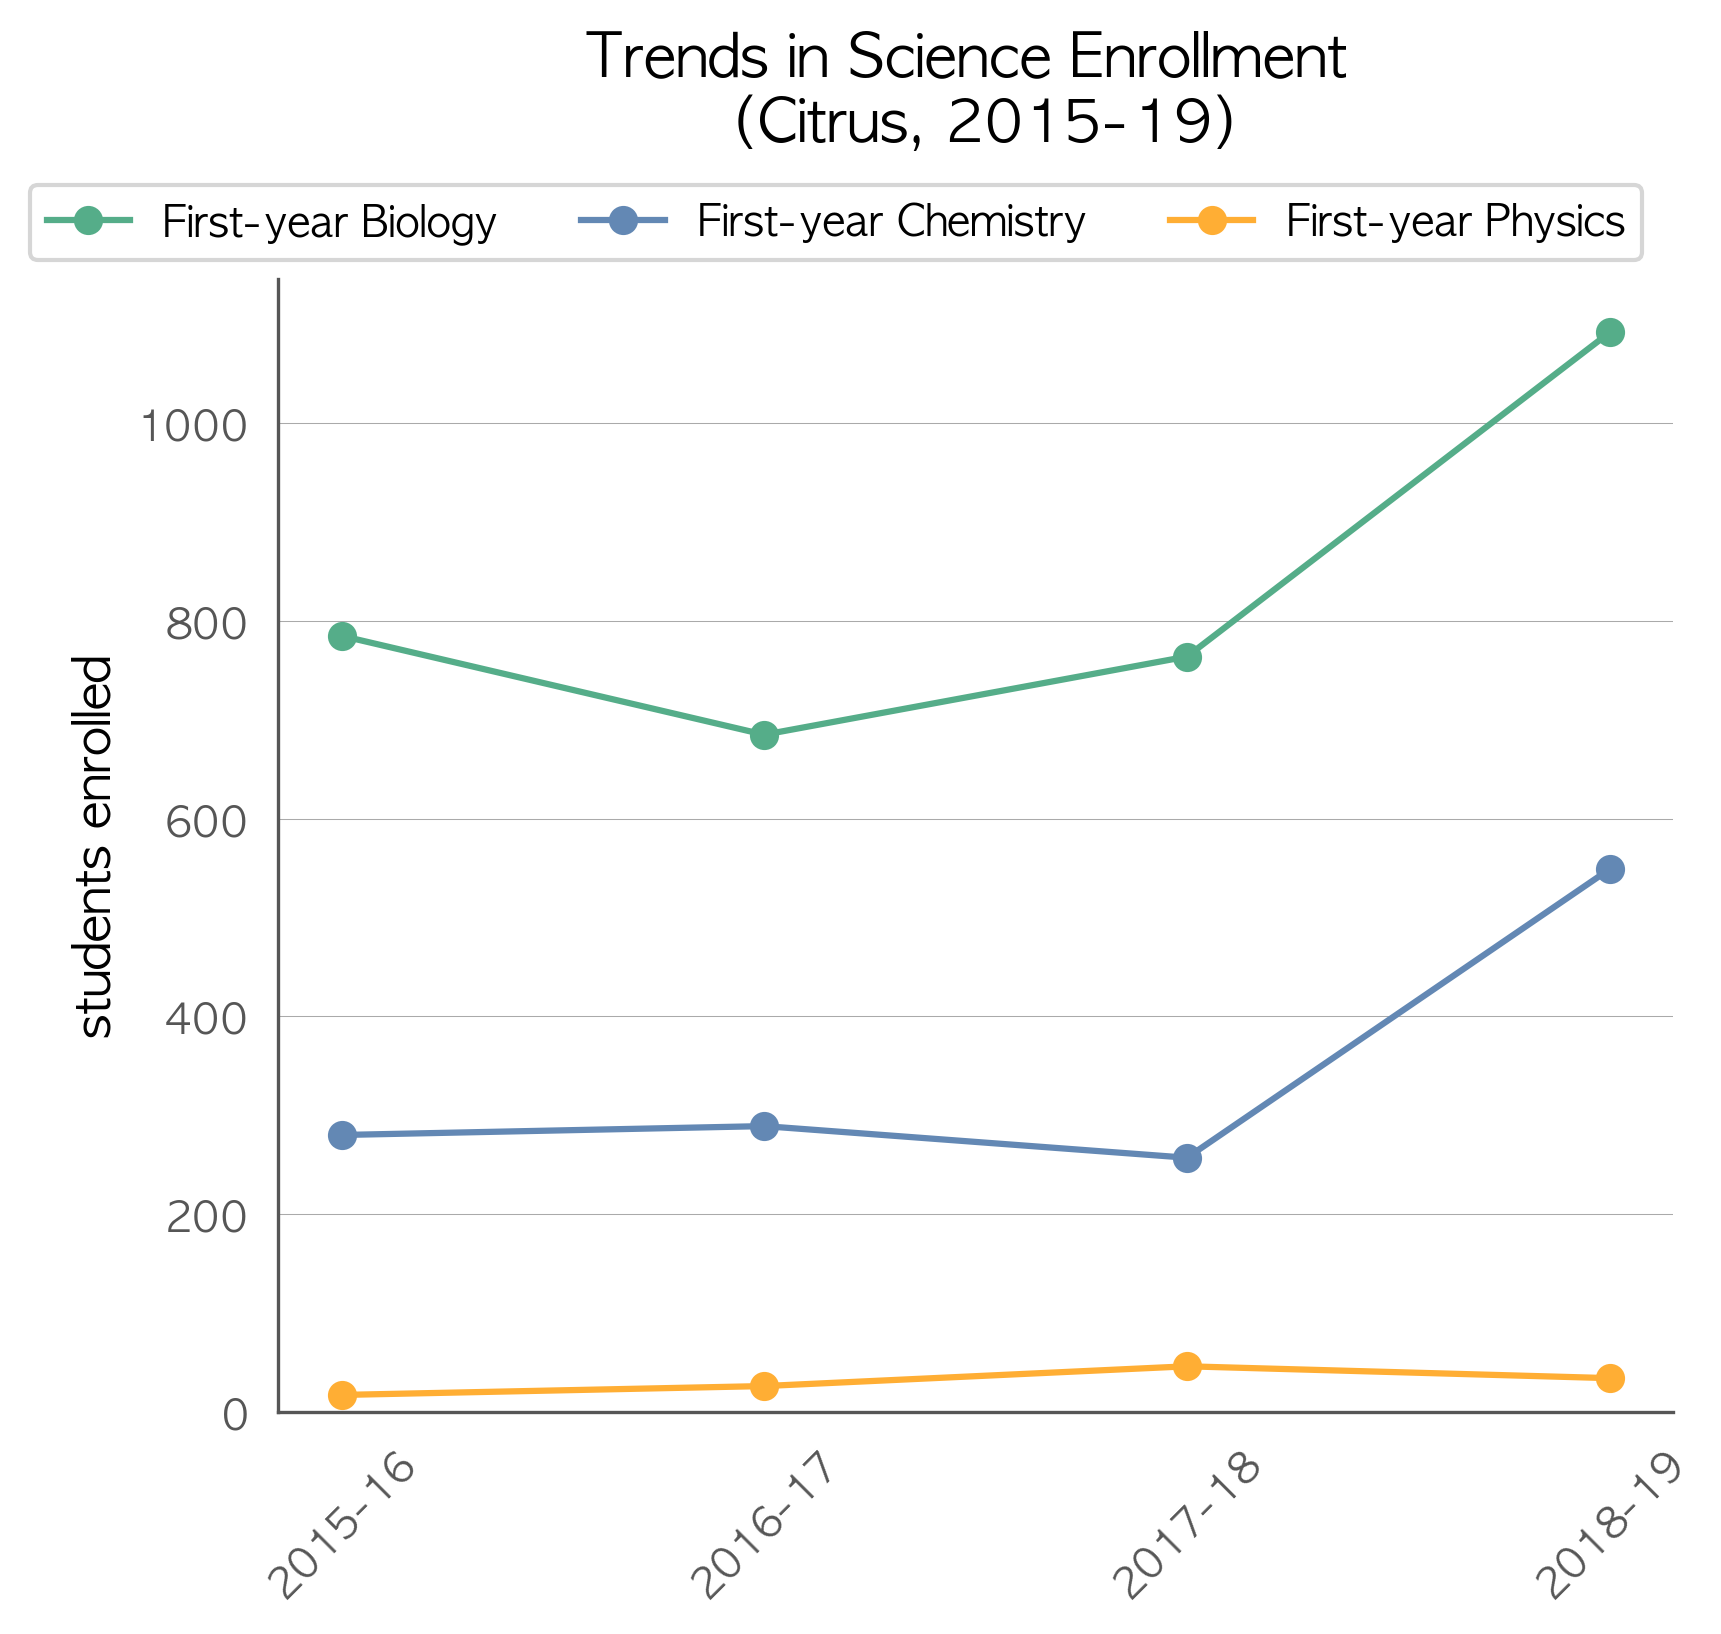 Trends in Science Enrollment
(Citrus, 2015-19)
First-year Biology First-year Chemistry First-year Physics
students enrolled
1000
800
600
400
200
0
2015-16 2016-17 2017-18 2018-19